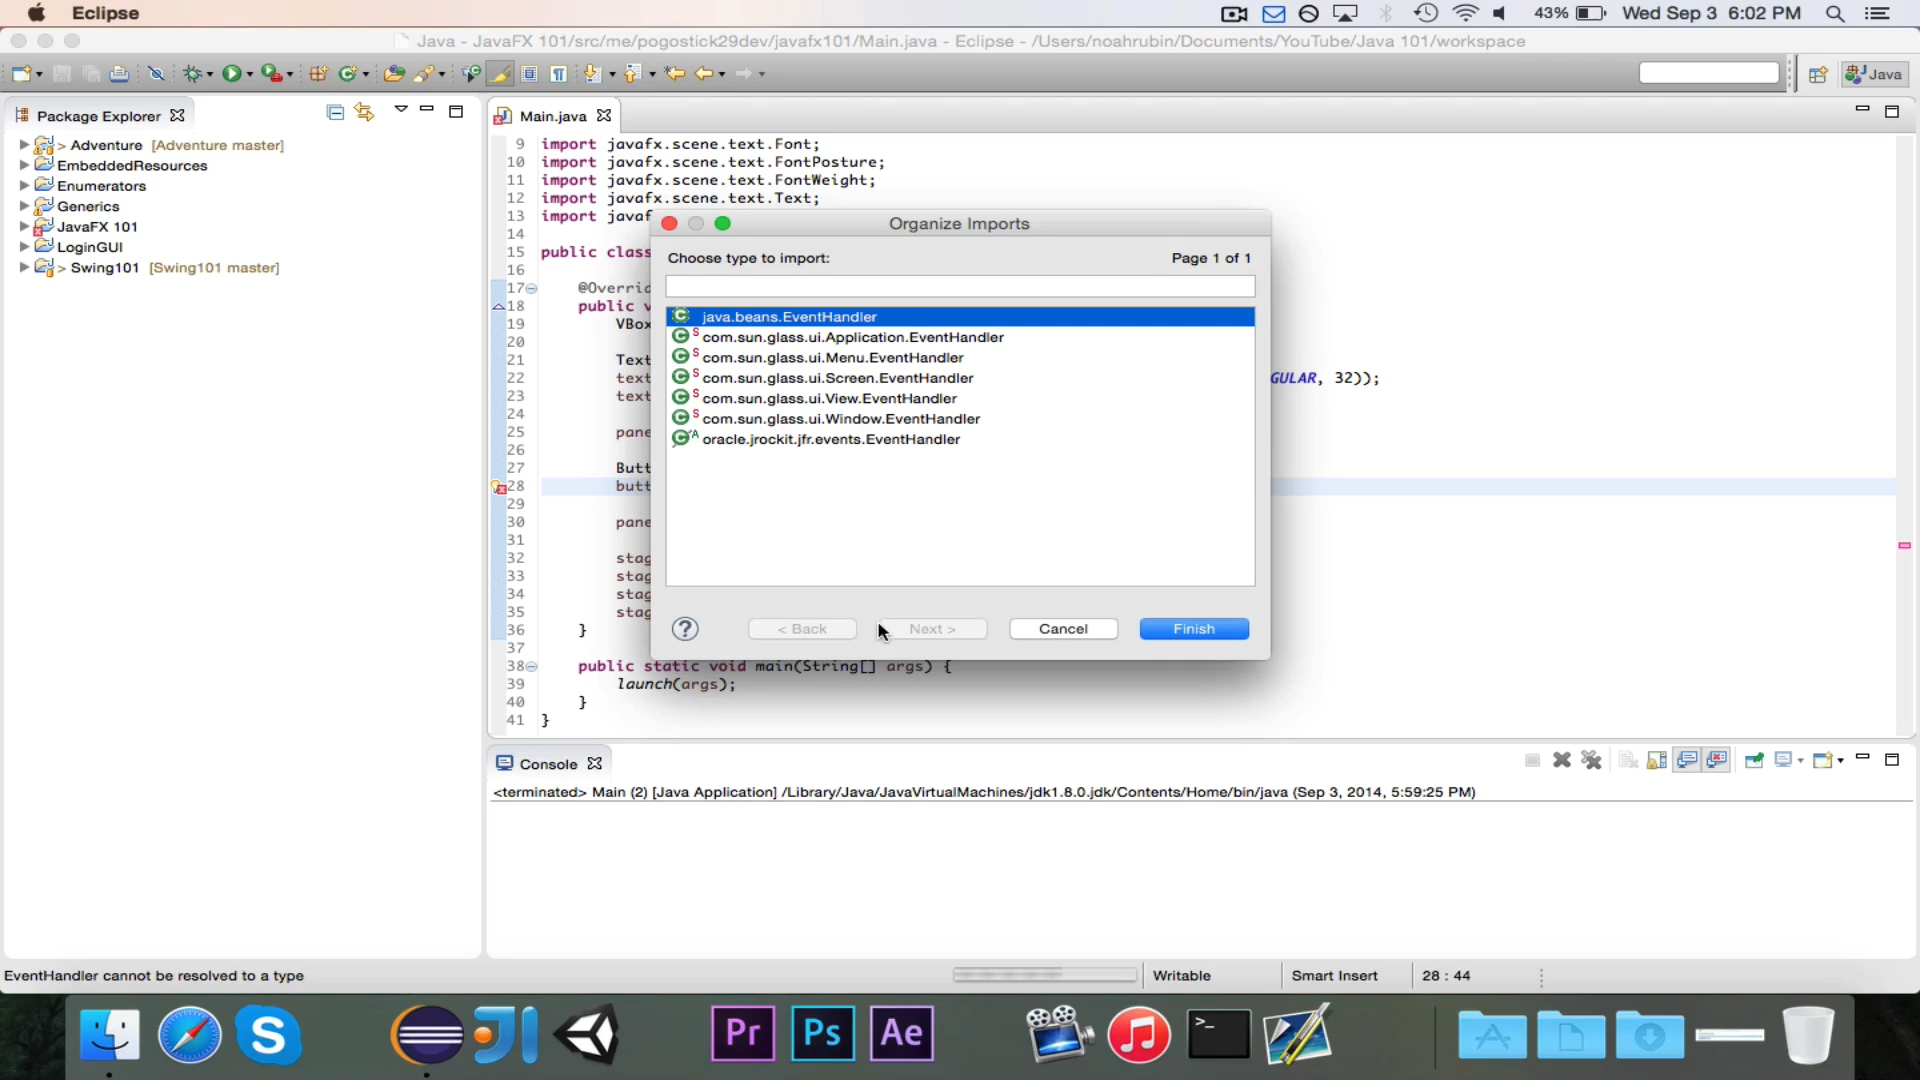 Eclipse
43%
Wed Sep 3 6:02 PM
Java - JavaFX 101/src/me/pogostick29dev/javafx101/Main.java - Eclipse - /Users/noahrubin/Documents/YouTube/Java 101/workspace
Java
Package Explorer
> Adventure [Adventure master]
EmbeddedResources
Enumerators
Generics
JavaFX 101
LoginGUI
> Swing101 [Swing101 master]
Main.java
9 import javafx.scene.text.Font;
10 import javafx.scene.text.FontPosture;
11 import javafx.scene.text.FontWeight;
12 import javafx.scene.text.Text;
13 import javaf
14
15 public class
16
17 @Overrid
18 public v
19 VBox
20
21 Text
22 text GULAR, 32));
23 text
24
25 pane
26
27 Butt
28 butt
29
30 pane
31
32 stag
33 stag
34 stag
35 stag
36 }
37
38 public static void main(String[] args) {
39 launch(args);
40 }
41 }
Organize Imports
Choose type to import:
Page 1 of 1
java.beans.EventHandler
com.sun.glass.ui.Application.EventHandler
com.sun.glass.ui.Menu.EventHandler
com.sun.glass.ui.Screen.EventHandler
com.sun.glass.ui.View.EventHandler
com.sun.glass.ui.Window.EventHandler
oracle.jrockit.jfr.events.EventHandler
? < Back Next > Cancel Finish
Console
<terminated> Main (2) [Java Application] /Library/Java/JavaVirtualMachines/jdk1.8.0.jdk/Contents/Home/bin/java (Sep 3, 2014, 5:59:25 PM)
EventHandler cannot be resolved to a type
Writable
Smart Insert
28 : 44
Pr
Ps
Ae